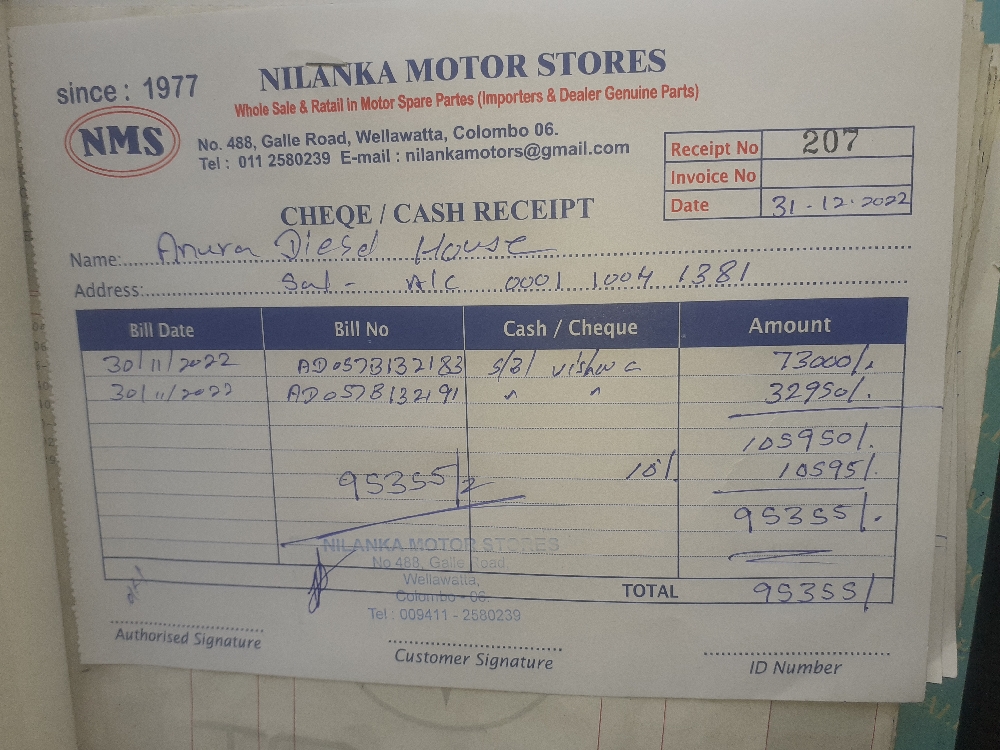 since : 1977
NILANKA MOTOR STORES
Whole Sale & Ratail in Motor Spare Partes (Importers & Dealer Genuine Parts)
NMS
No. 488, Galle Road, Wellawatta, Colombo 06.
Tel : 011 2580239 E-mail : nilankamotors@gmail.com
Receipt No 207
Invoice No
Date 31-12-2022
CHEQE / CASH RECEIPT
Name: Anura Diesel House
Address: Sal - A/C 0001 1004 1381
Bill Date Bill No Cash / Cheque Amount
30/11/2022 AD0573132183 73000/.
30/11/2022 AD057B132191 " " 32950/.
105950/.
10% 10595/.
95355/
95355/.
NILANKA MOTOR STORES
No 488, Galle Road,
Wellawatta,
Colombo - 06.
Tel : 009411 - 2580239
TOTAL 95355/
Authorised Signature
Customer Signature
ID Number